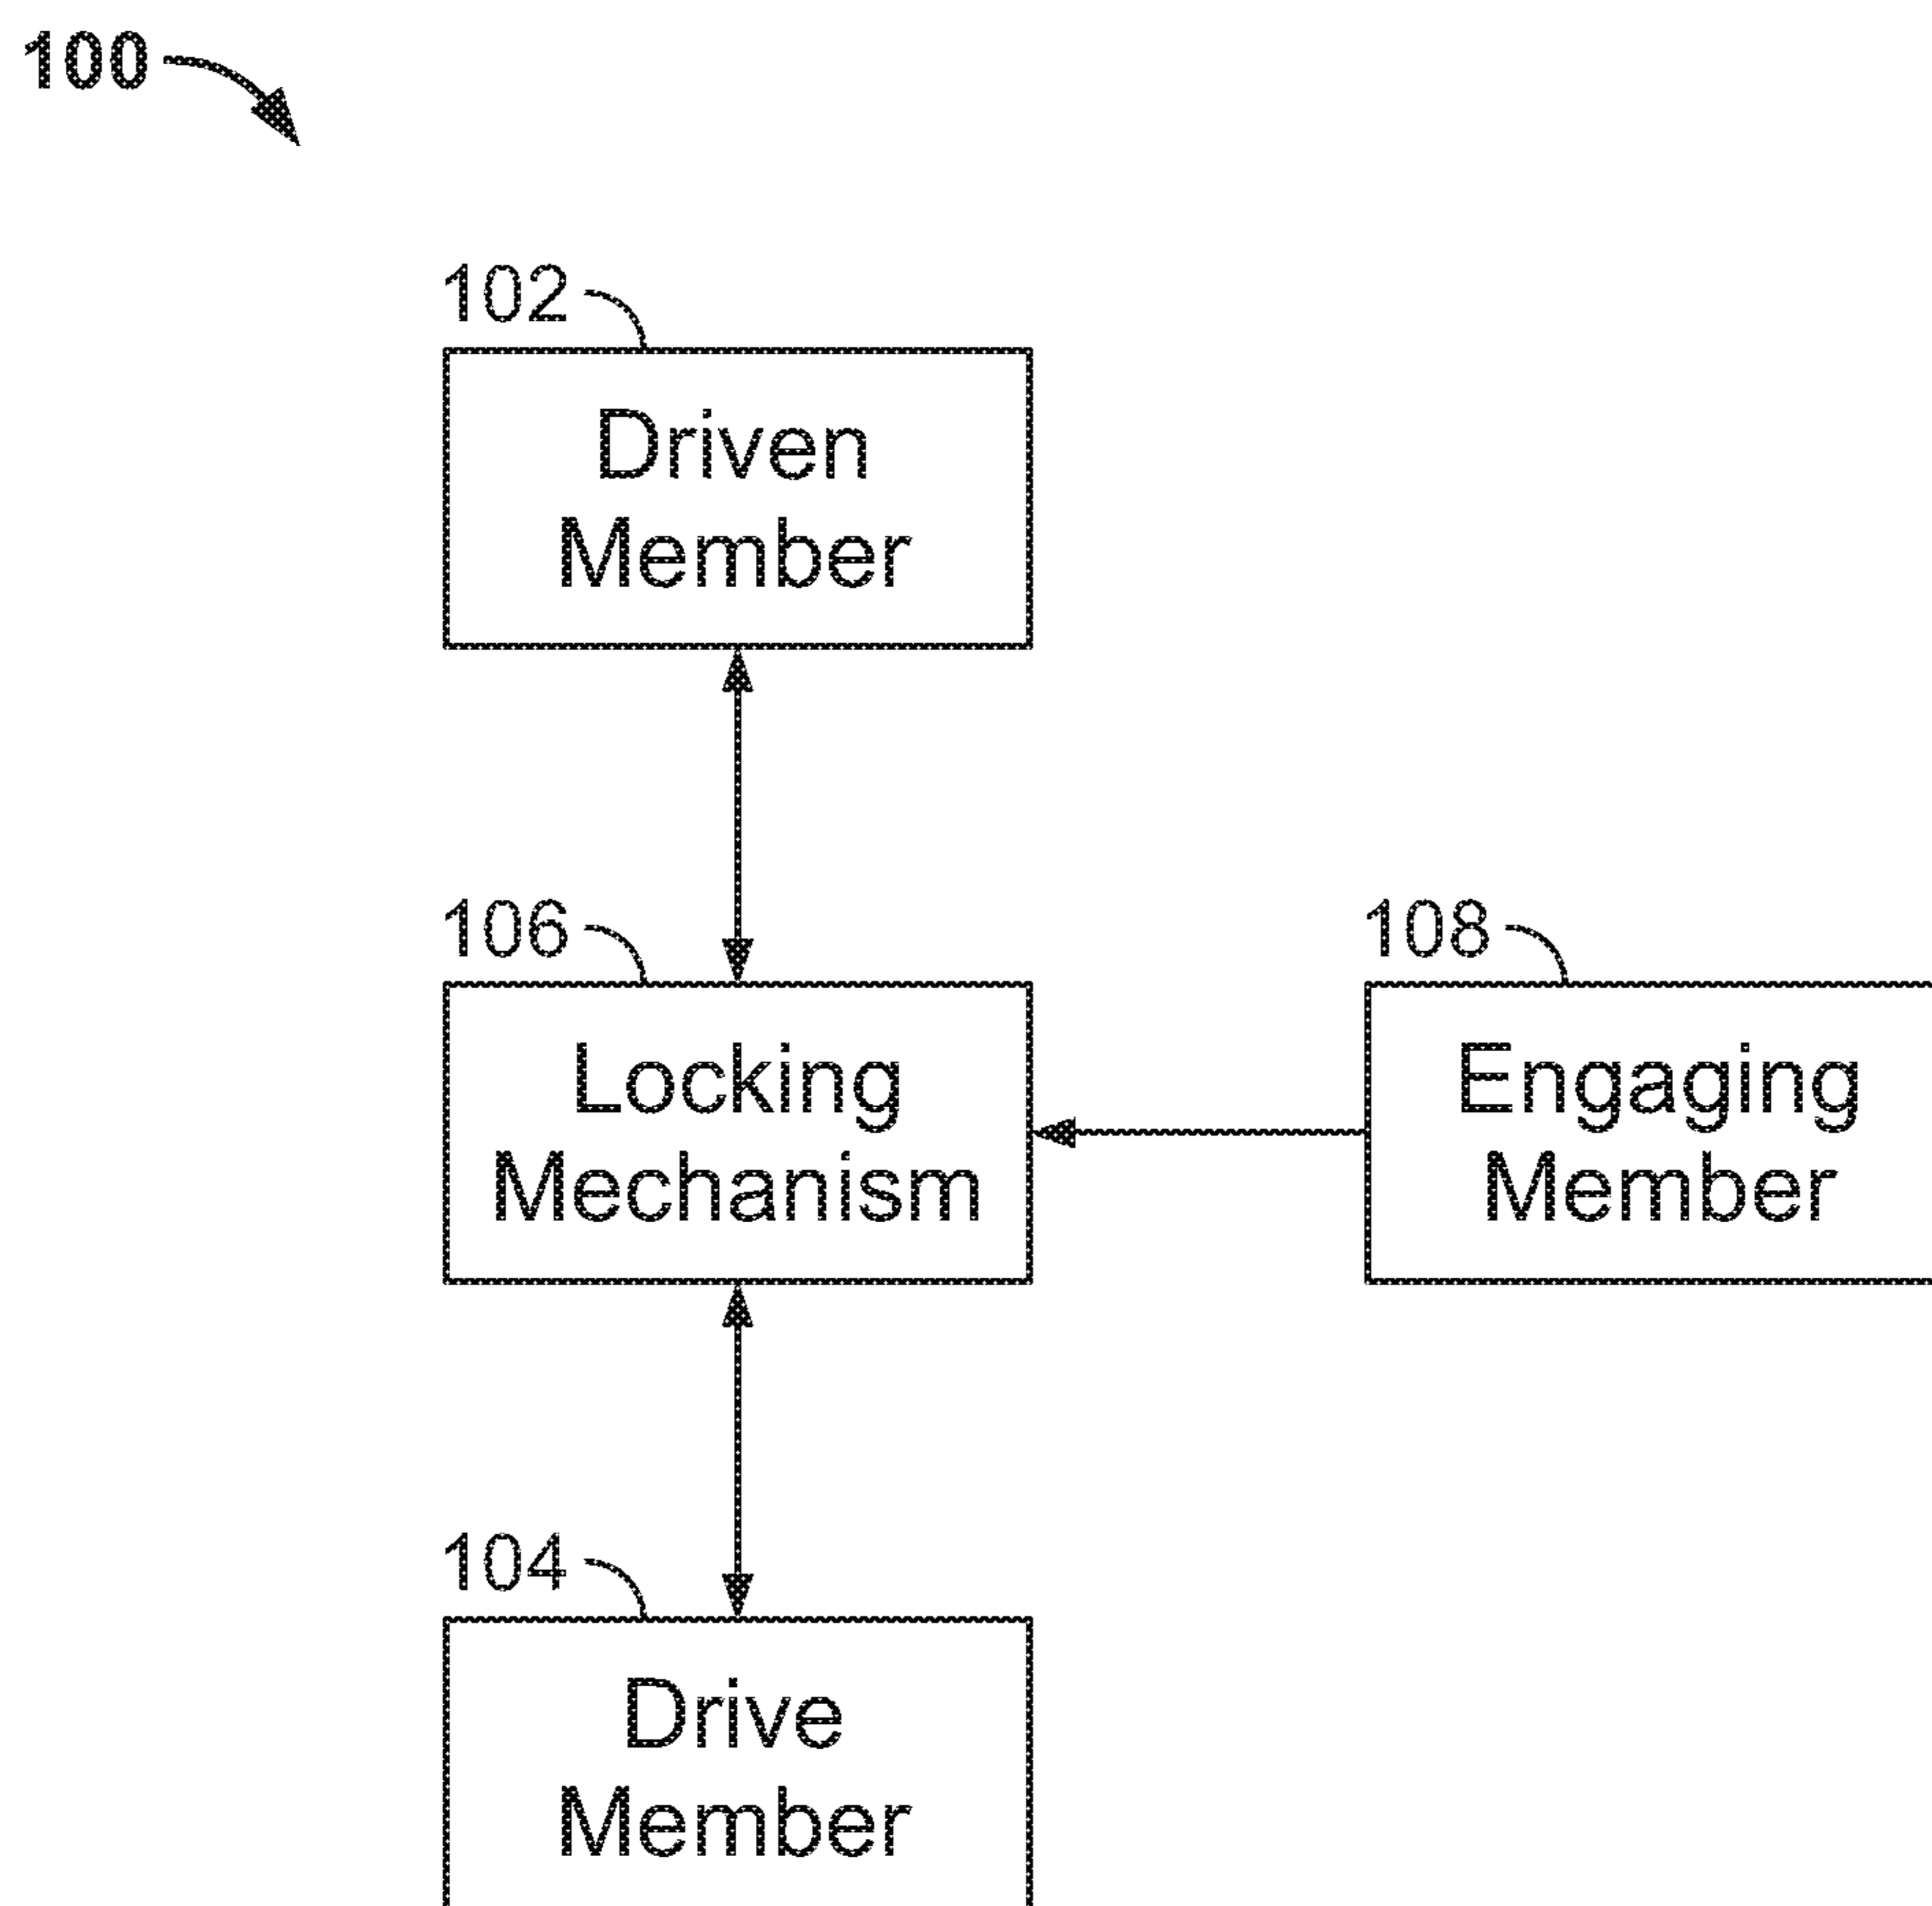 100
102
Driven
Member
106
Locking
Mechanism
108
Engaging
Member
104
Drive
Member